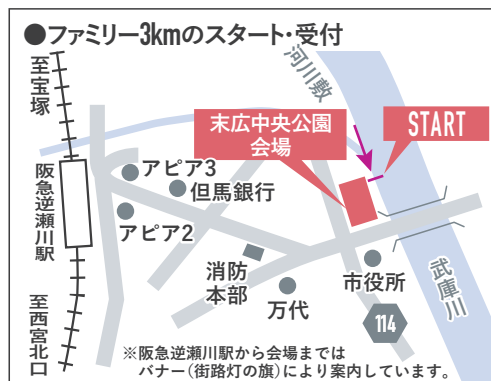 ●ファミリー3kmのスタート・受付
至宝塚
河川敷
末広中央公園
会場
START
阪急逆瀬川駅
アピア3
但馬銀行
アピア2
消防
本部
万代
市役所
武庫川
114
至西宮北口
※阪急逆瀬川駅から会場までは
バナー(街路灯の旗)により案内しています。